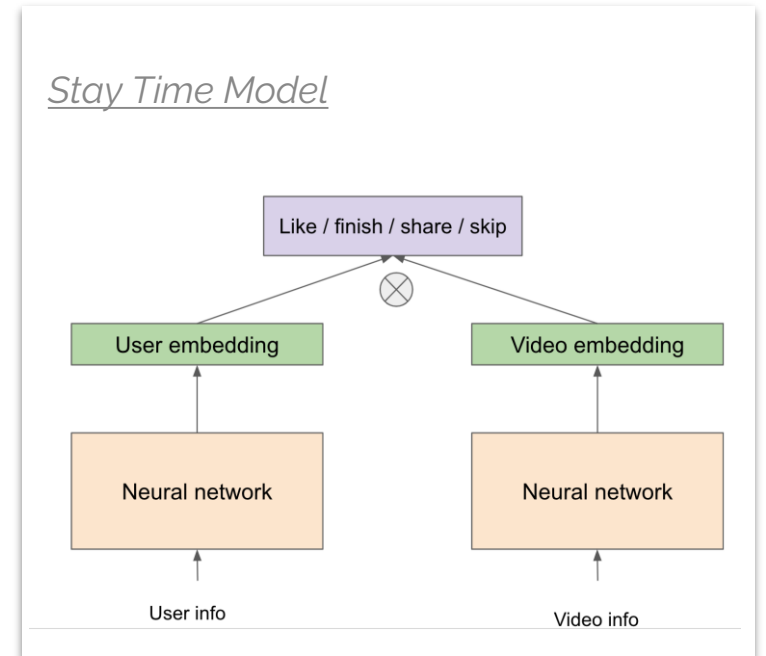 Stay Time Model
Like / finish / share / skip
User embedding
Video embedding
Neural network
Neural network
User info
Video info